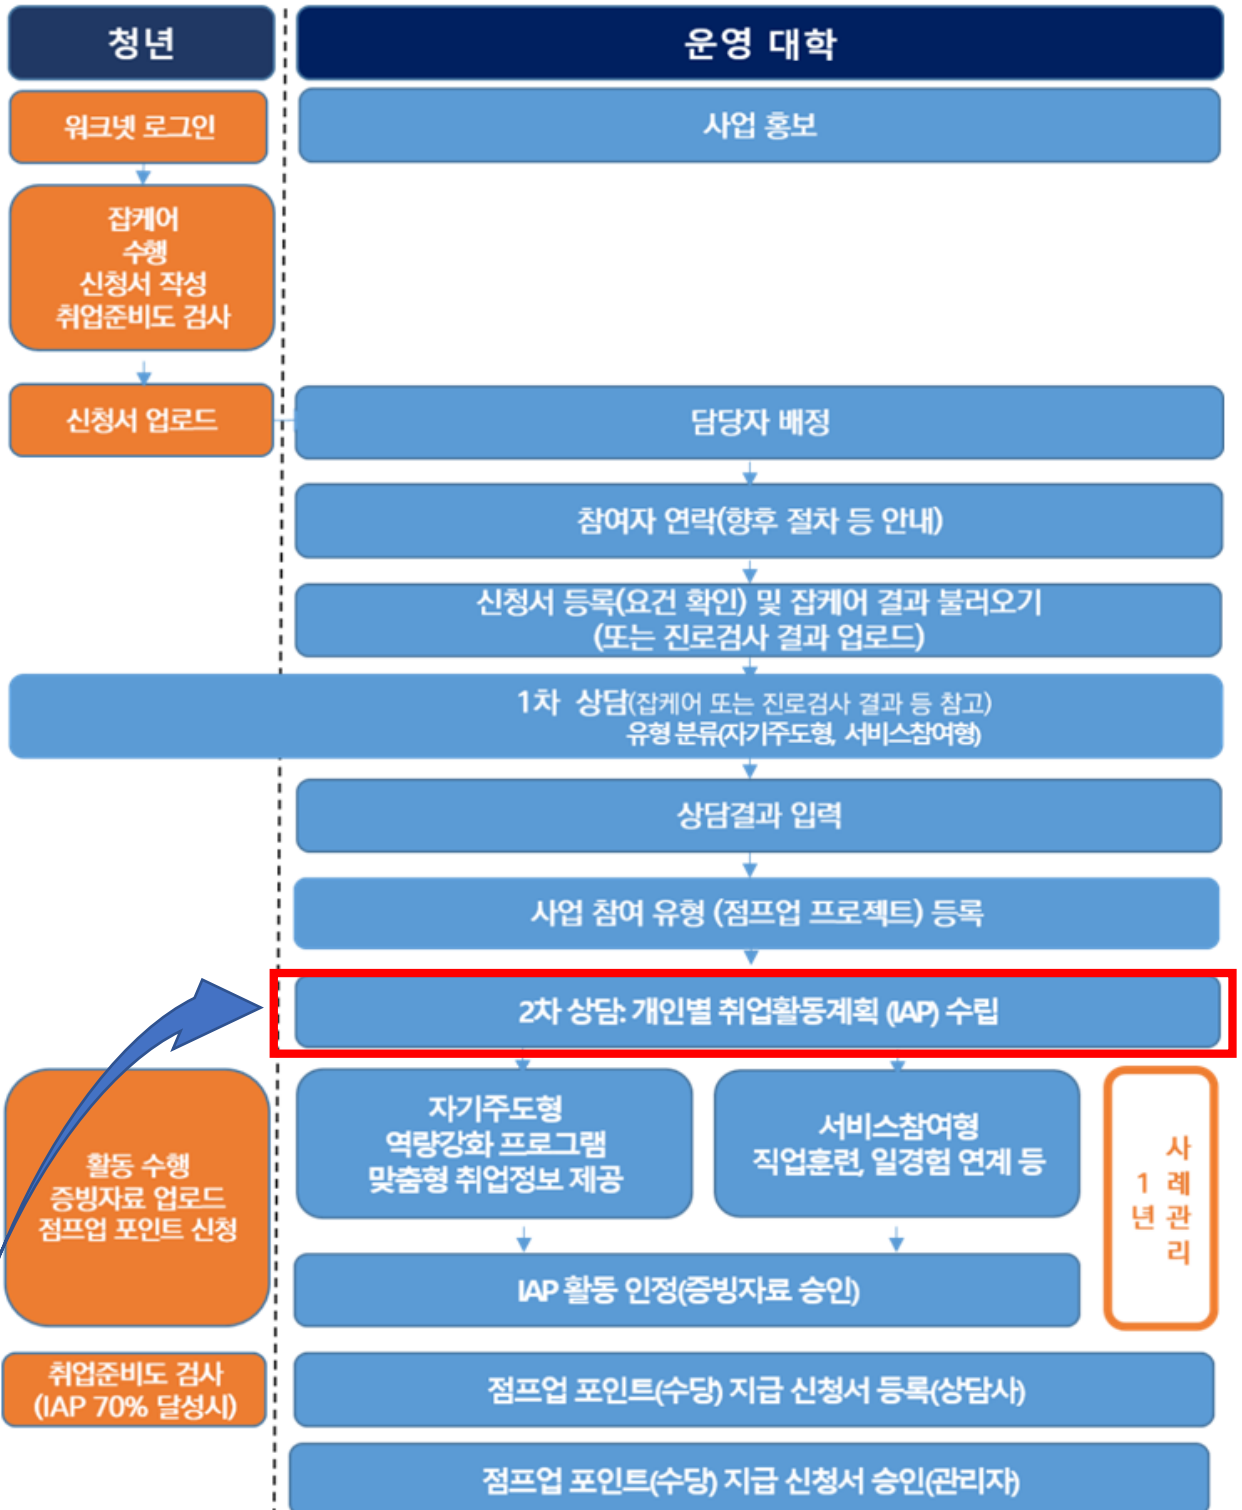 청년
운영 대학
워크넷 로그인
사업 홍보
잡케어
수행
신청서 작성
취업준비도 검사
신청서 업로드
담당자 배정
참여자 연락(향후 절차 등 안내)
신청서 등록(요건 확인) 및 잡케어 결과 불러오기
(또는 진로검사 결과 업로드)
1차 상담(잡케어 또는 진로검사 결과 등 참고)
유형 분류(자기주도형, 서비스참여형)
상담결과 입력
사업 참여 유형 (점프업 프로젝트) 등록
2차 상담: 개인별 취업활동계획 (IAP) 수립
활동 수행
증빙자료 업로드
점프업 포인트 신청
자기주도형
역량강화 프로그램
맞춤형 취업정보 제공
서비스참여형
직업훈련, 일경험 연계 등
사례관리
1년
IAP 활동 인정(증빙자료 승인)
취업준비도 검사
(IAP 70% 달성시)
점프업 포인트(수당) 지급 신청서 등록(상담사)
점프업 포인트(수당) 지급 신청서 승인(관리자)